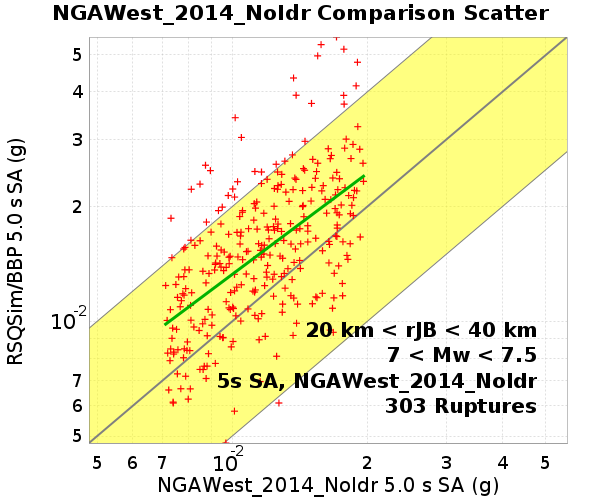 NGAWest_2014_NoIdr Comparison Scatter
RSQSim/BBP 5.0 s SA (g)
5
4
3
2
10-2
7
6
5
20 km < rJB < 40 km
7 < Mw < 7.5
5s SA, NGAWest_2014_NoIdr
303 Ruptures
5 6 7 10-2 2 3 4 5
NGAWest_2014_NoIdr 5.0 s SA (g)